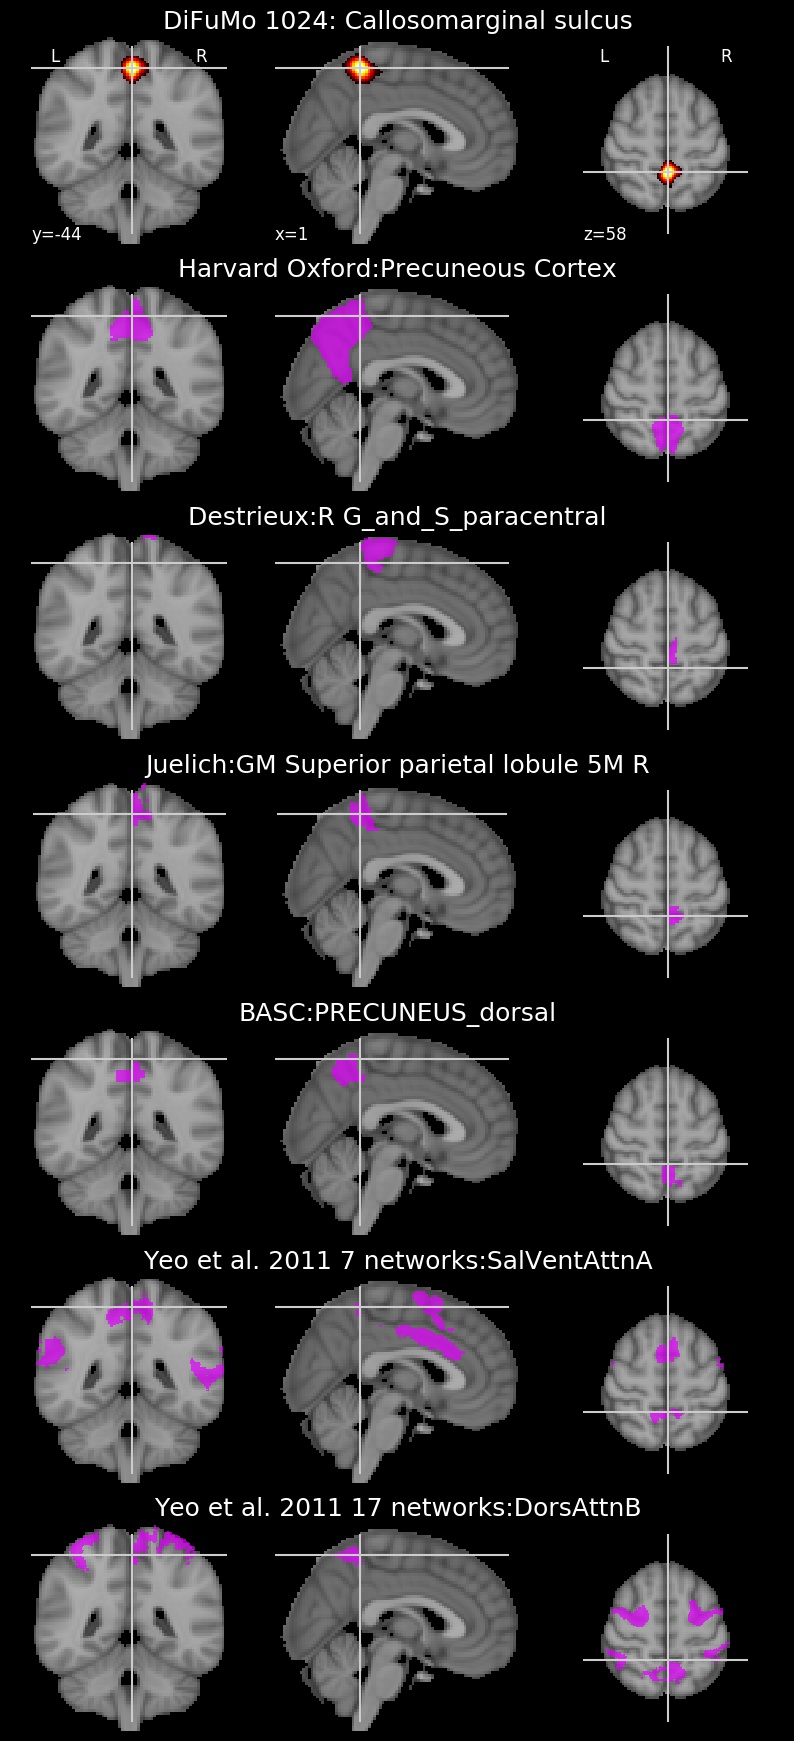 DiFuMo 1024: Callosomarginal sulcus
L R L R
y=-44 x=1 z=58
Harvard Oxford:Precuneous Cortex
Destrieux:R G_and_S_paracentral
Juelich:GM Superior parietal lobule 5M R
BASC:PRECUNEUS_dorsal
Yeo et al. 2011 7 networks:SalVentAttnA
Yeo et al. 2011 17 networks:DorsAttnB